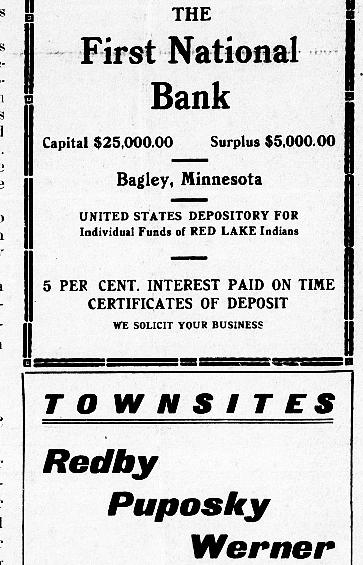 THE
First National
Bank
Capital $25,000.00 Surplus $5,000.00
Bagley, Minnesota
UNITED STATES DEPOSITORY FOR
Individual Funds of RED LAKE Indians
5 PER CENT. INTEREST PAID ON TIME
CERTIFICATES OF DEPOSIT
WE SOLICIT YOUR BUSINESS
TOWNSITES
Redby
Puposky
Werner